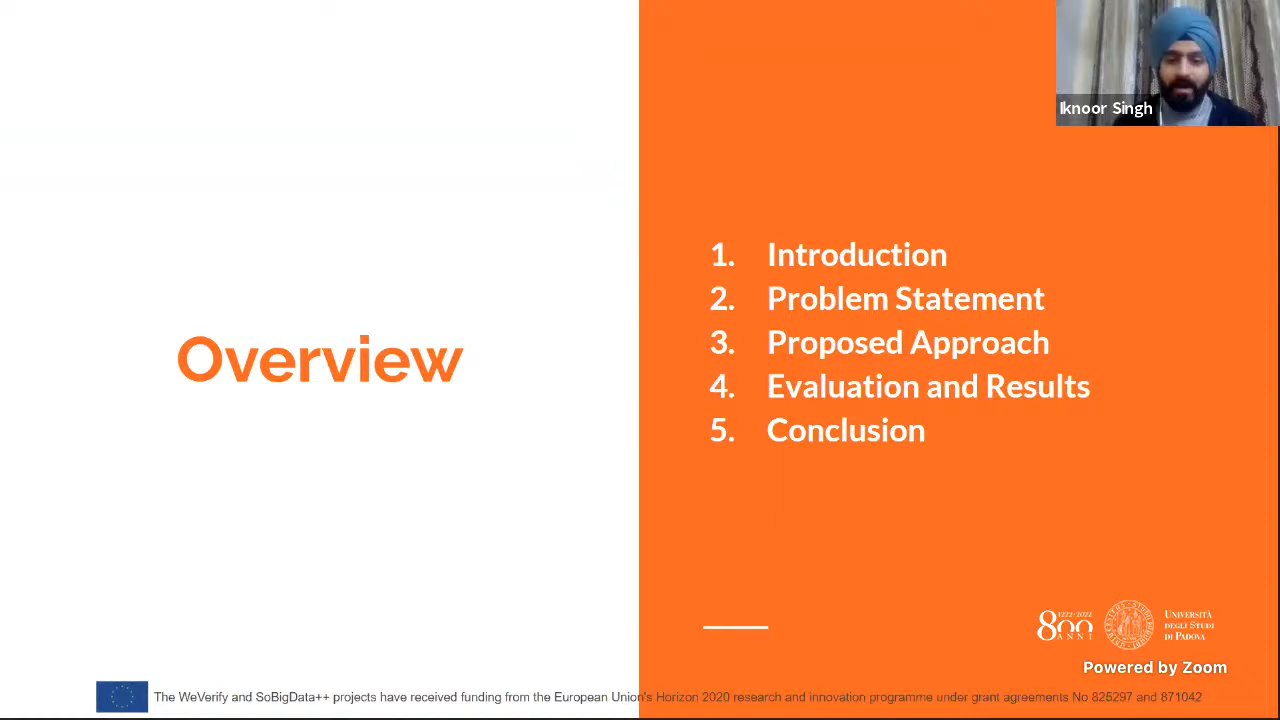 Iknoor Singh
Overview
1. Introduction
2. Problem Statement
3. Proposed Approach
4. Evaluation and Results
5. Conclusion
1222·2022
800
ANNI
UNIVERSITÀ
DEGLI STUDI
DI PADOVA
Powered by Zoom
The WeVerify and SoBigData++ projects have received funding from the European Union's Horizon 2020 research and innovation programme under grant agreements No 825297 and 871042